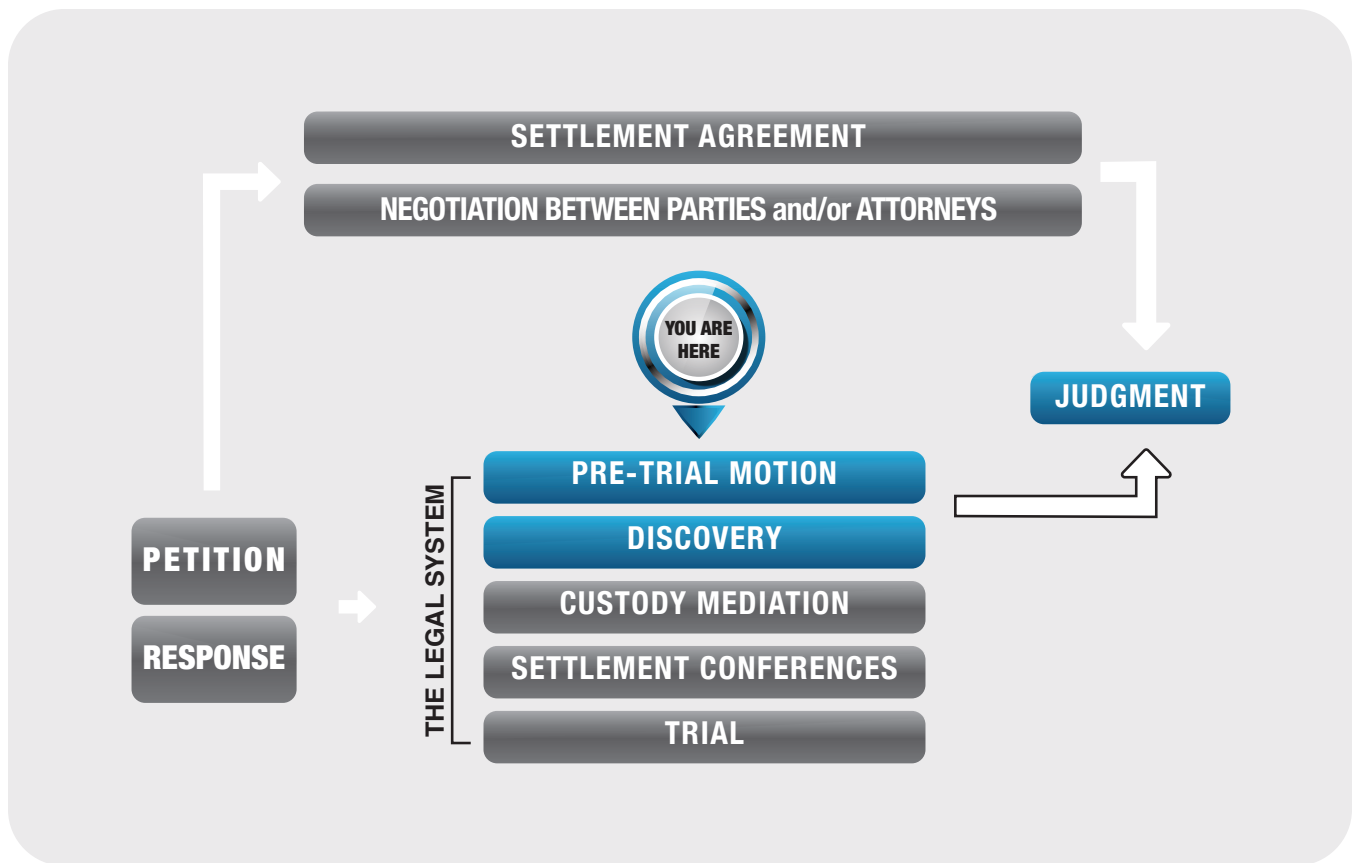 SETTLEMENT AGREEMENT
NEGOTIATION BETWEEN PARTIES and/or ATTORNEYS
YOU ARE
HERE
JUDGMENT
PRE-TRIAL MOTION
DISCOVERY
CUSTODY MEDIATION
SETTLEMENT CONFERENCES
TRIAL
THE LEGAL SYSTEM
PETITION
RESPONSE